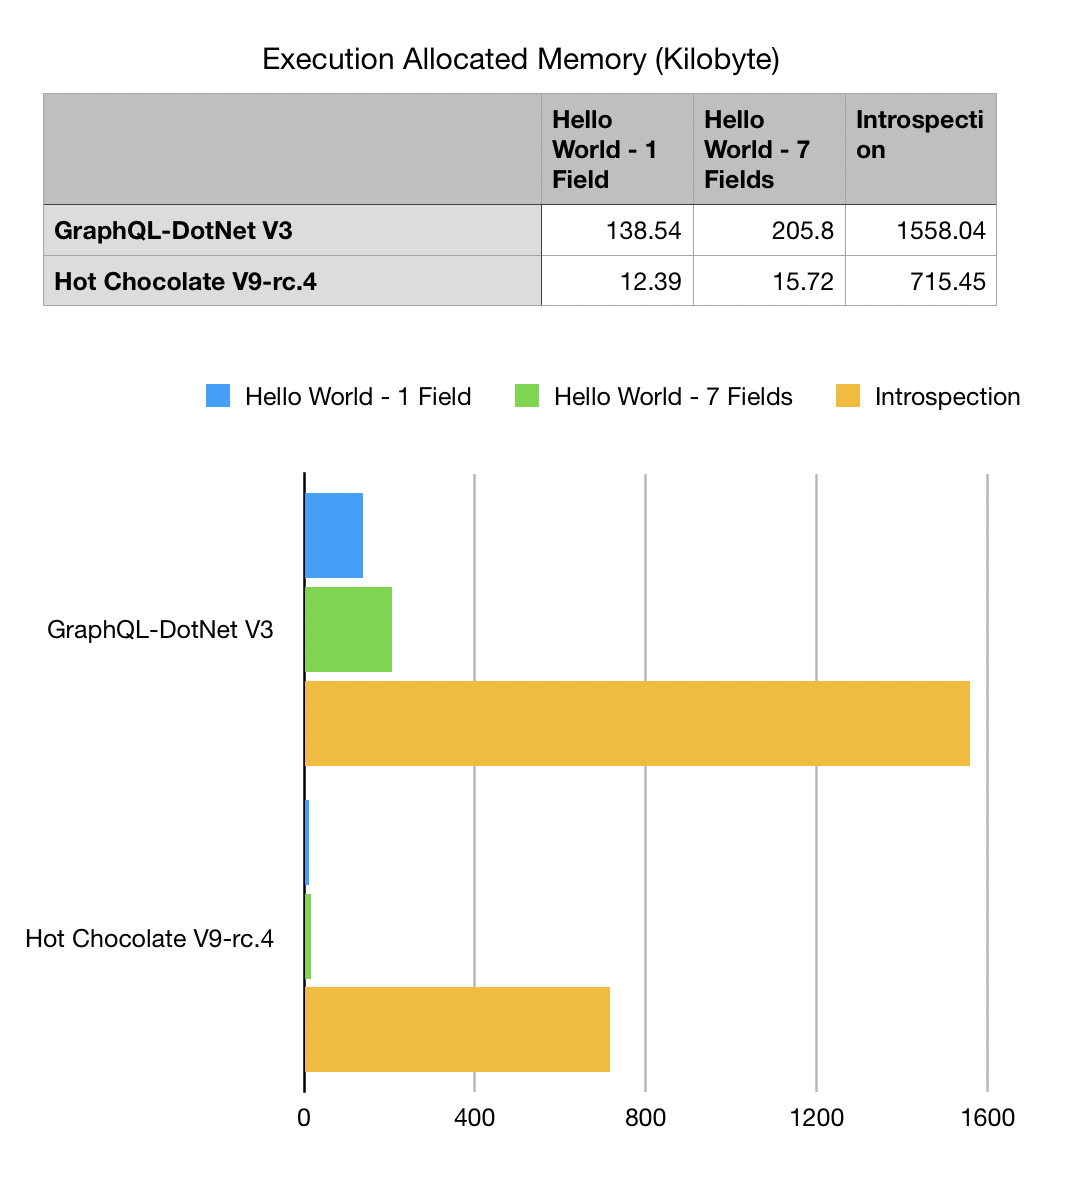 Execution Allocated Memory (Kilobyte)
Hello World - 1 Field
Hello World - 7 Fields
Introspection
GraphQL-DotNet V3 138.54 205.8 1558.04
Hot Chocolate V9-rc.4 12.39 15.72 715.45
Hello World - 1 Field Hello World - 7 Fields Introspection
GraphQL-DotNet V3
Hot Chocolate V9-rc.4
0 400 800 1200 1600